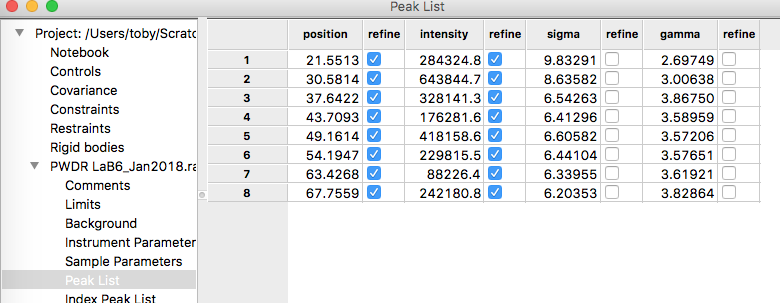 Peak List
Project: /Users/toby/Scratc
Notebook
Controls
Covariance
Constraints
Restraints
Rigid bodies
PWDR LaB6_Jan2018.ra
Comments
Limits
Background
Instrument Parameter
Sample Parameters
Peak List
Index Peak List
position refine intensity refine sigma refine gamma refine
1 21.5513 284324.8 9.83291 2.69749
2 30.5814 643844.7 8.63582 3.00638
3 37.6422 328141.3 6.54263 3.86750
4 43.7093 176281.6 6.41296 3.58959
5 49.1614 418158.6 6.60582 3.57206
6 54.1947 229815.5 6.44104 3.57651
7 63.4268 88226.4 6.33955 3.61921
8 67.7559 242180.8 6.20353 3.82864